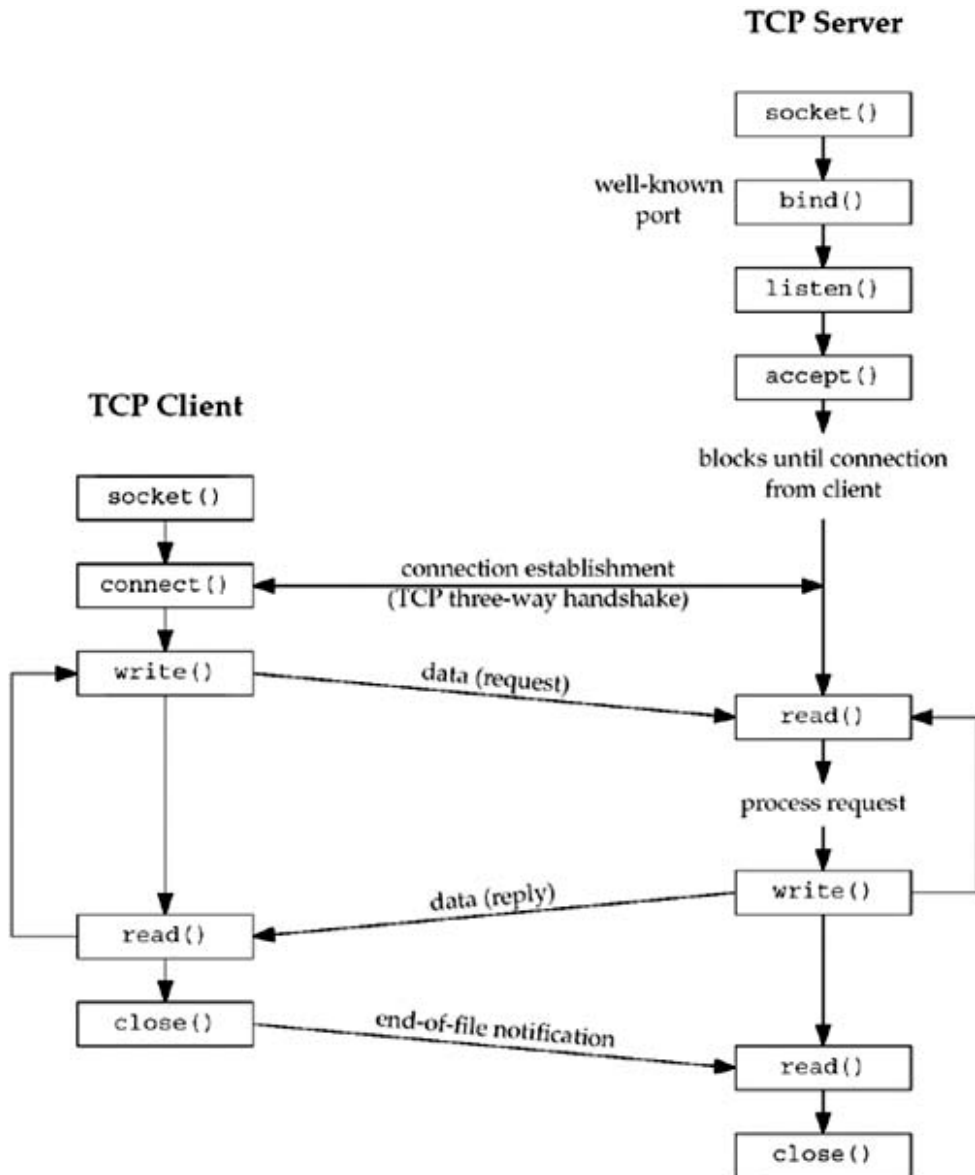 TCP Server
socket()
well-known
port
bind()
listen()
accept()
TCP Client
blocks until connection
from client
socket()
connect()
connection establishment
(TCP three-way handshake)
write()
data (request)
read()
process request
write()
data (reply)
read()
close()
end-of-file notification
read()
close()